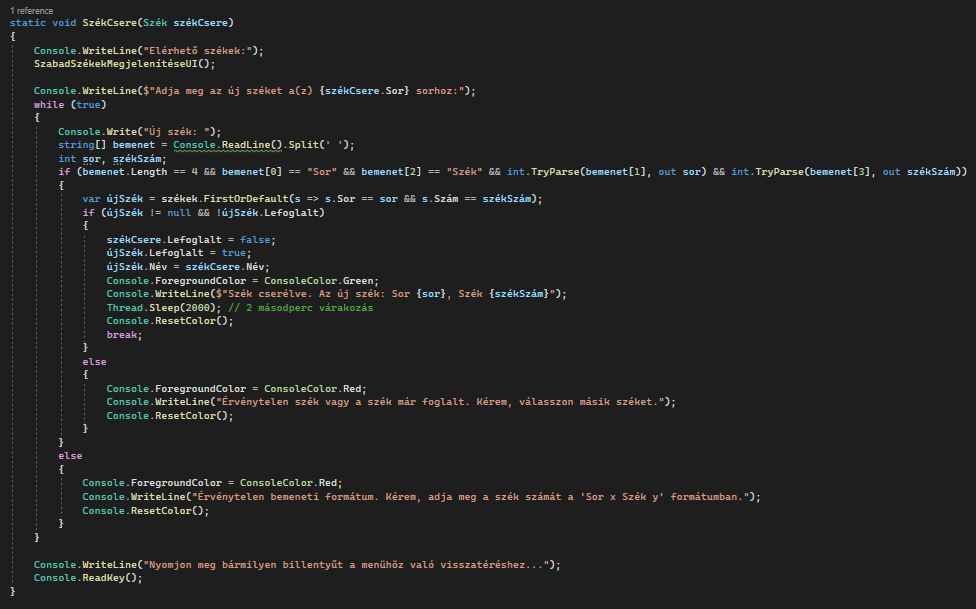 1 reference
static void SzékCsere(Szék székCsere)
{
    Console.WriteLine("Elérhető székek:");
    SzabadSzékekMegjelenítéseUI();

    Console.WriteLine($"Adja meg az új széket a(z) {székCsere.Sor} sorhoz:");
    while (true)
    {
        Console.Write("Új szék: ");
        string[] bemenet = Console.ReadLine().Split(' ');
        int sor, székSzám;
        if (bemenet.Length == 4 && bemenet[0] == "Sor" && bemenet[2] == "Szék" && int.TryParse(bemenet[1], out sor) && int.TryParse(bemenet[3], out székSzám))
        {
            var újSzék = székek.FirstOrDefault(s => s.Sor == sor && s.Szám == székSzám);
            if (újSzék != null && !újSzék.Lefoglalt)
            {
                székCsere.Lefoglalt = false;
                újSzék.Lefoglalt = true;
                újSzék.Név = székCsere.Név;
                Console.ForegroundColor = ConsoleColor.Green;
                Console.WriteLine($"Szék cserélve. Az új szék: Sor {sor}, Szék {székSzám}");
                Thread.Sleep(2000); // 2 másodperc várakozás
                Console.ResetColor();
                break;
            }
            else
            {
                Console.ForegroundColor = ConsoleColor.Red;
                Console.WriteLine("Érvénytelen szék vagy a szék már foglalt. Kérem, válasszon másik széket.");
                Console.ResetColor();
            }
        }
        else
        {
            Console.ForegroundColor = ConsoleColor.Red;
            Console.WriteLine("Érvénytelen bemeneti formátum. Kérem, adja meg a szék számát a 'Sor x Szék y' formátumban.");
            Console.ResetColor();
        }
    }

    Console.WriteLine("Nyomjon meg bármilyen billentyűt a menühöz való visszatéréshez...");
    Console.ReadKey();
}